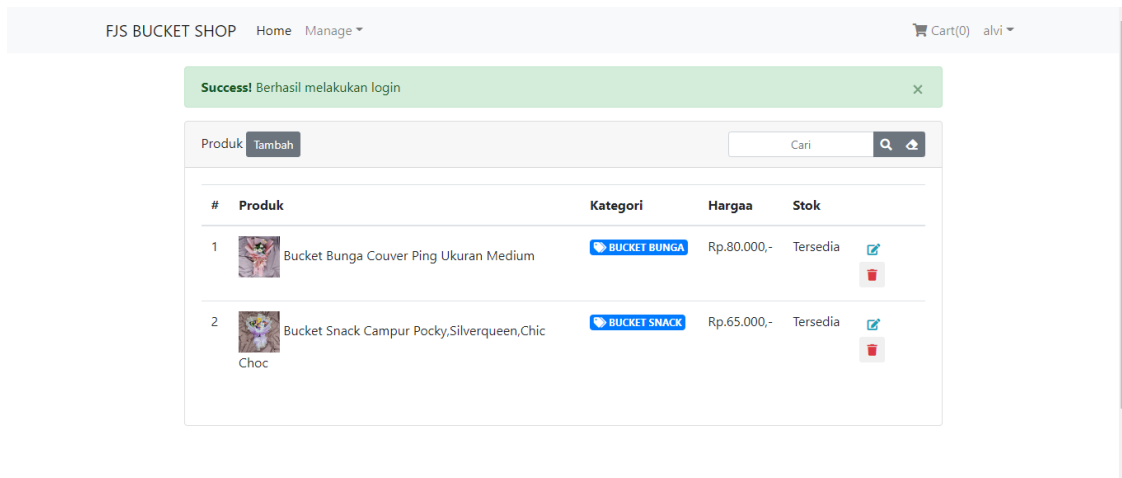 FJS BUCKET SHOP Home Manage Cart(0) alvi
Success! Berhasil melakukan login ×
Produk Tambah Cari
# Produk Kategori Hargaa Stok
1 Bucket Bunga Couver Ping Ukuran Medium BUCKET BUNGA Rp.80.000,- Tersedia
2 Bucket Snack Campur Pocky,Silverqueen,Chic BUCKET SNACK Rp.65.000,- Tersedia
Choc